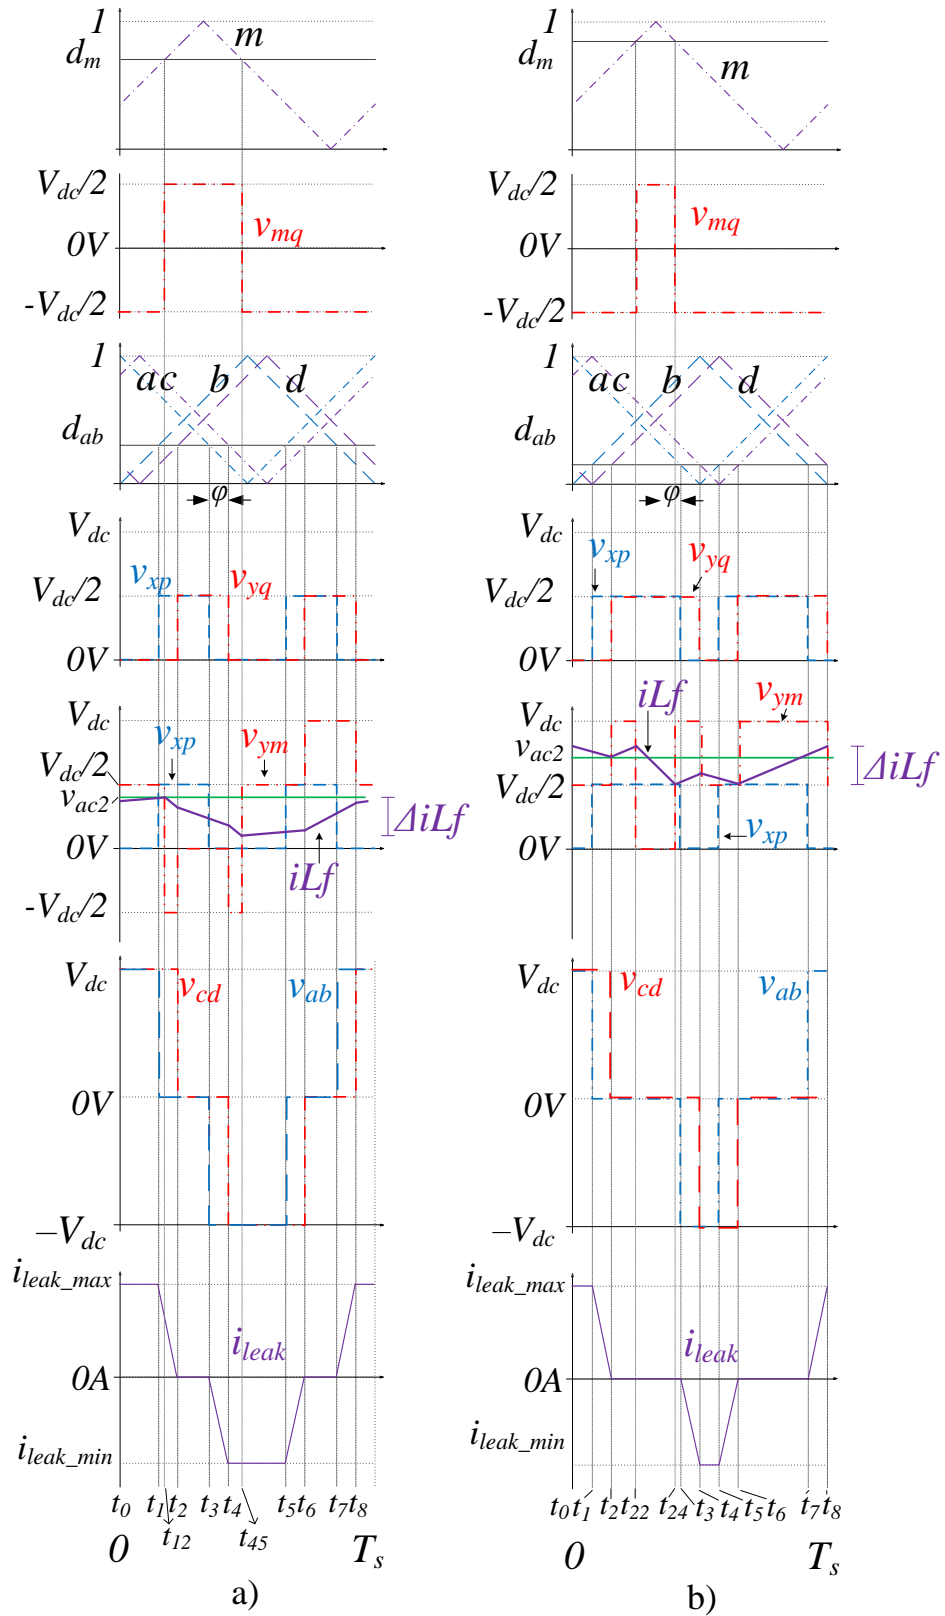 1
d_m
m
V_dc/2
0V
-V_dc/2
v_mq
1
a c b d
d_ab
φ
V_dc
v_xp v_yq
V_dc/2
0V
V_dc
v_xp v_ym
V_dc/2
v_ac2
ΔiLf
0V
iLf
-V_dc/2
V_dc
v_cd v_ab
0V
–V_dc
i_leak_max
i_leak
0A
i_leak_min
t_0 t_1 t_2 t_3 t_4 t_5 t_6 t_7 t_8
t_12 t_45
0 T_s
a)
1
d_m
m
V_dc/2
0V
-V_dc/2
v_mq
1
a c b d
d_ab
φ
V_dc
v_xp v_yq
V_dc/2
0V
iLf v_ym
V_dc
v_ac2
ΔiLf
V_dc/2
v_xp
0V
V_dc
v_cd v_ab
0V
–V_dc
i_leak_max
i_leak
0A
i_leak_min
t_0 t_1 t_2 t_22 t_24 t_3 t_4 t_5 t_6 t_7 t_8
0 T_s
b)